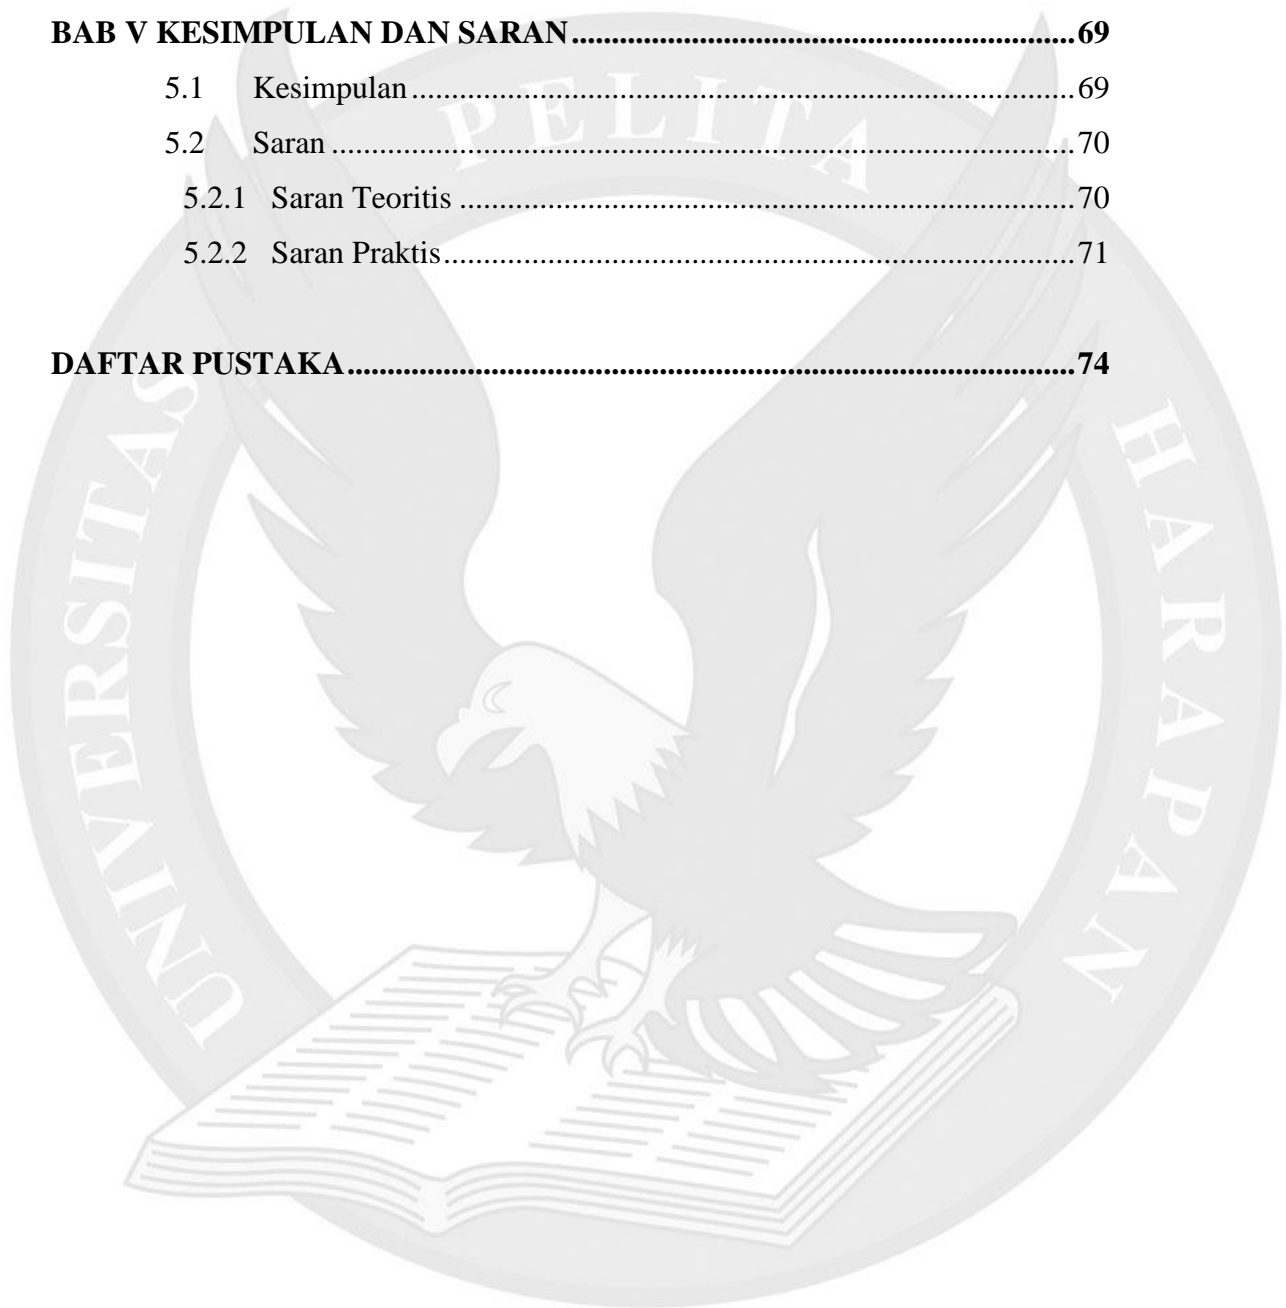 BAB V KESIMPULAN DAN SARAN.............................................................69
5.1 Kesimpulan.................................................................................69
5.2 Saran...........................................................................................70
5.2.1 Saran Teoritis...........................................................................70
5.2.2 Saran Praktis.............................................................................71
DAFTAR PUSTAKA.........................................................................................74
UNIVERSITAS PELITA HARAPAN